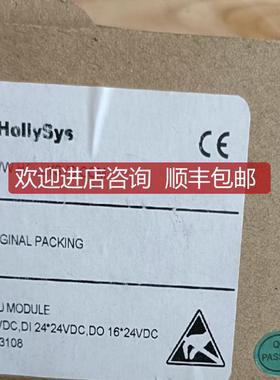 HollySys
欢迎进店咨询 顺丰包邮
GINAL PACKING
U MODULE
VDC,DI 24*24VDC,DO 16*24VDC
3108
PASS